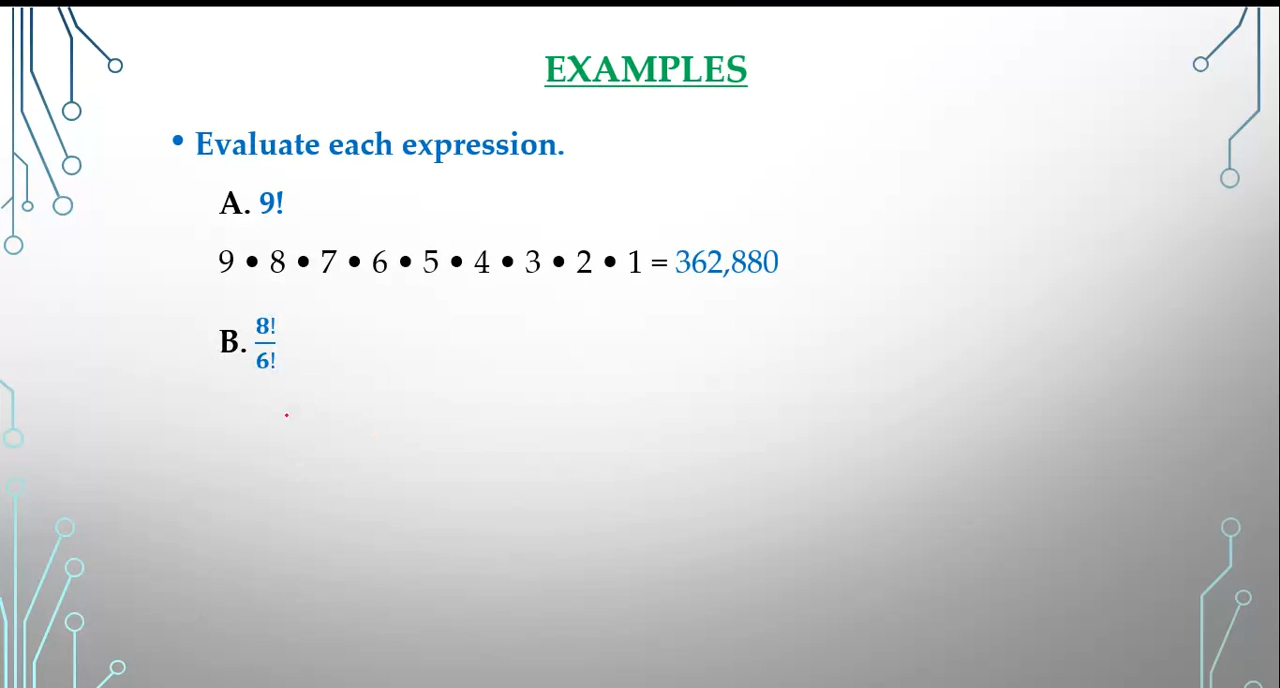 EXAMPLES
• Evaluate each expression.
A. 9!
9 • 8 • 7 • 6 • 5 • 4 • 3 • 2 • 1 = 362,880
B. 8!/6!